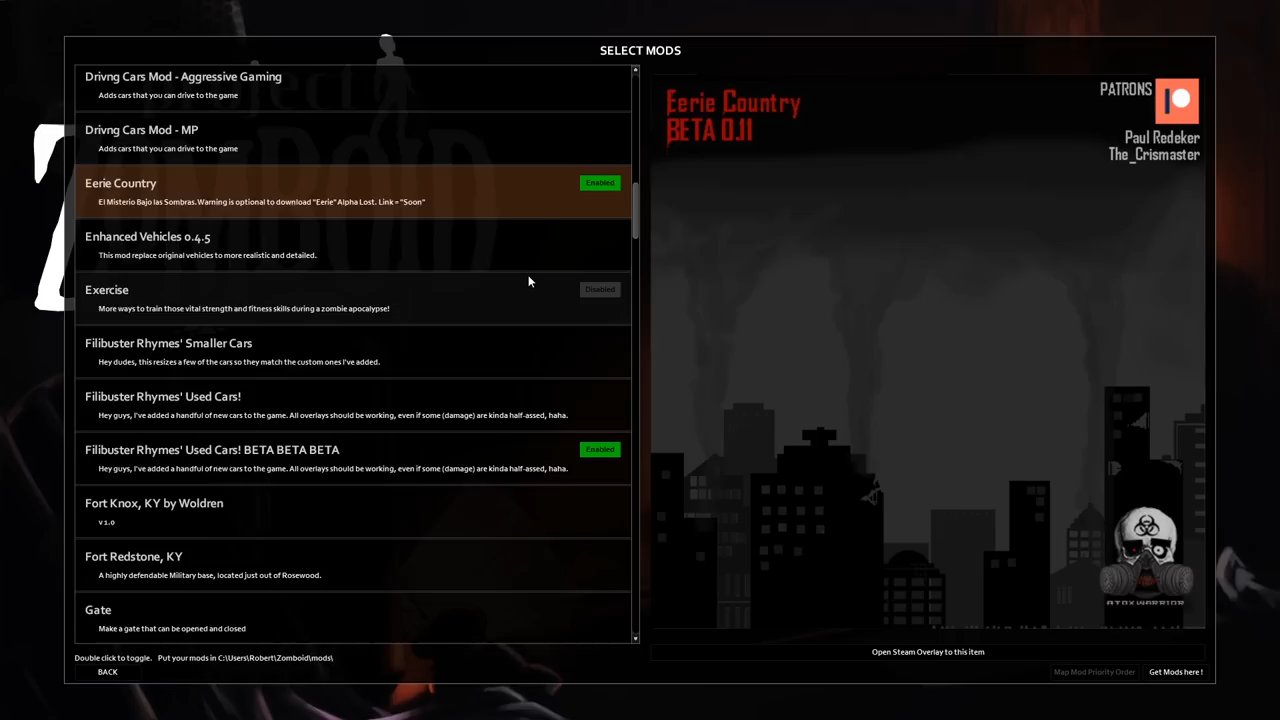 SELECT MODS
Drivng Cars Mod - Aggressive Gaming
Adds cars that you can drive to the game
Drivng Cars Mod - MP
Adds cars that you can drive to the game
Eerie Country
Enabled
El Misterio Bajo las Sombras. Warning is optional to download "Eerie" Alpha Lost. Link = "Soon"
Enhanced Vehicles 0.4.5
This mod replace original vehicles to more realistic and detailed.
Exercise
Disabled
More ways to train those vital strength and fitness skills during a zombie apocalypse!
Filibuster Rhymes' Smaller Cars
Hey dudes, this resizes a few of the cars so they match the custom ones I've added.
Filibuster Rhymes' Used Cars!
Hey guys, I've added a handful of new cars to the game. All overlays should be working, even if some (damage) are kinda half-assed, haha.
Filibuster Rhymes' Used Cars! BETA BETA BETA
Enabled
Hey guys, I've added a handful of new cars to the game. All overlays should be working, even if some (damage) are kinda half-assed, haha.
Fort Knox, KY by Woldren
v 1.0
Fort Redstone, KY
A highly defendable Military base, located just out of Rosewood.
Gate
Make a gate that can be opened and closed
Double click to toggle. Put your mods in C:\Users\Robert\Zomboid\mods\
BACK
Eerie Country
BETA 0.11
PATRONS
Paul Redeker
The_Crismaster
ATOXWARRIOR
Open Steam Overlay to this item
Map Mod Priority Order
Get Mods here !
project
ZOMBOID